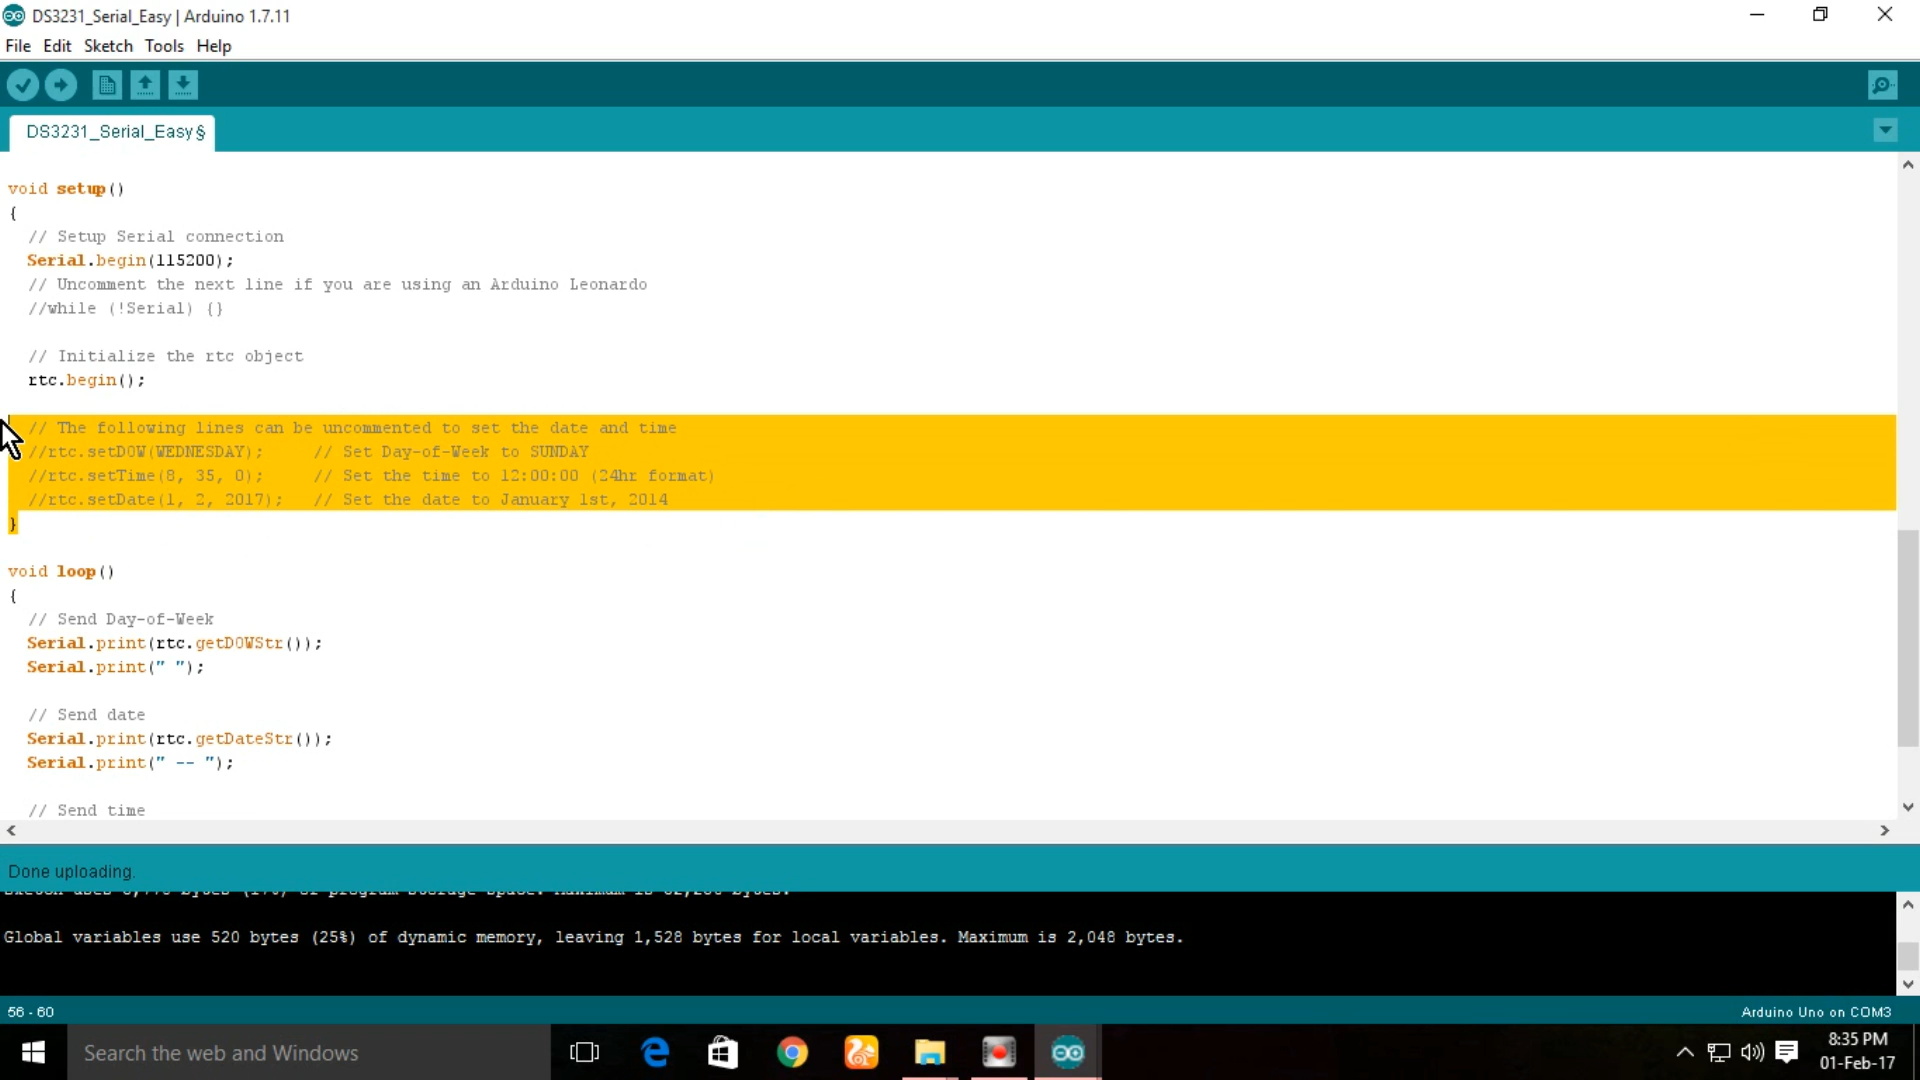 DS3231_Serial_Easy | Arduino 1.7.11
File Edit Sketch Tools Help
DS3231_Serial_Easy §
void setup()
{
// Setup Serial connection
Serial.begin(115200);
// Uncomment the next line if you are using an Arduino Leonardo
//while (!Serial) {}
// Initialize the rtc object
rtc.begin();
// The following lines can be uncommented to set the date and time
//rtc.setDOW(WEDNESDAY); // Set Day-of-Week to SUNDAY
//rtc.setTime(8, 35, 0); // Set the time to 12:00:00 (24hr format)
//rtc.setDate(1, 2, 2017); // Set the date to January 1st, 2014
}
void loop()
{
// Send Day-of-Week
Serial.print(rtc.getDOWStr());
Serial.print(" ");
// Send date
Serial.print(rtc.getDateStr());
Serial.print(" -- ");
// Send time
Done uploading.
Global variables use 520 bytes (25%) of dynamic memory, leaving 1,528 bytes for local variables. Maximum is 2,048 bytes.
56 - 60
Arduino Uno on COM3
Search the web and Windows
8:35 PM
01-Feb-17